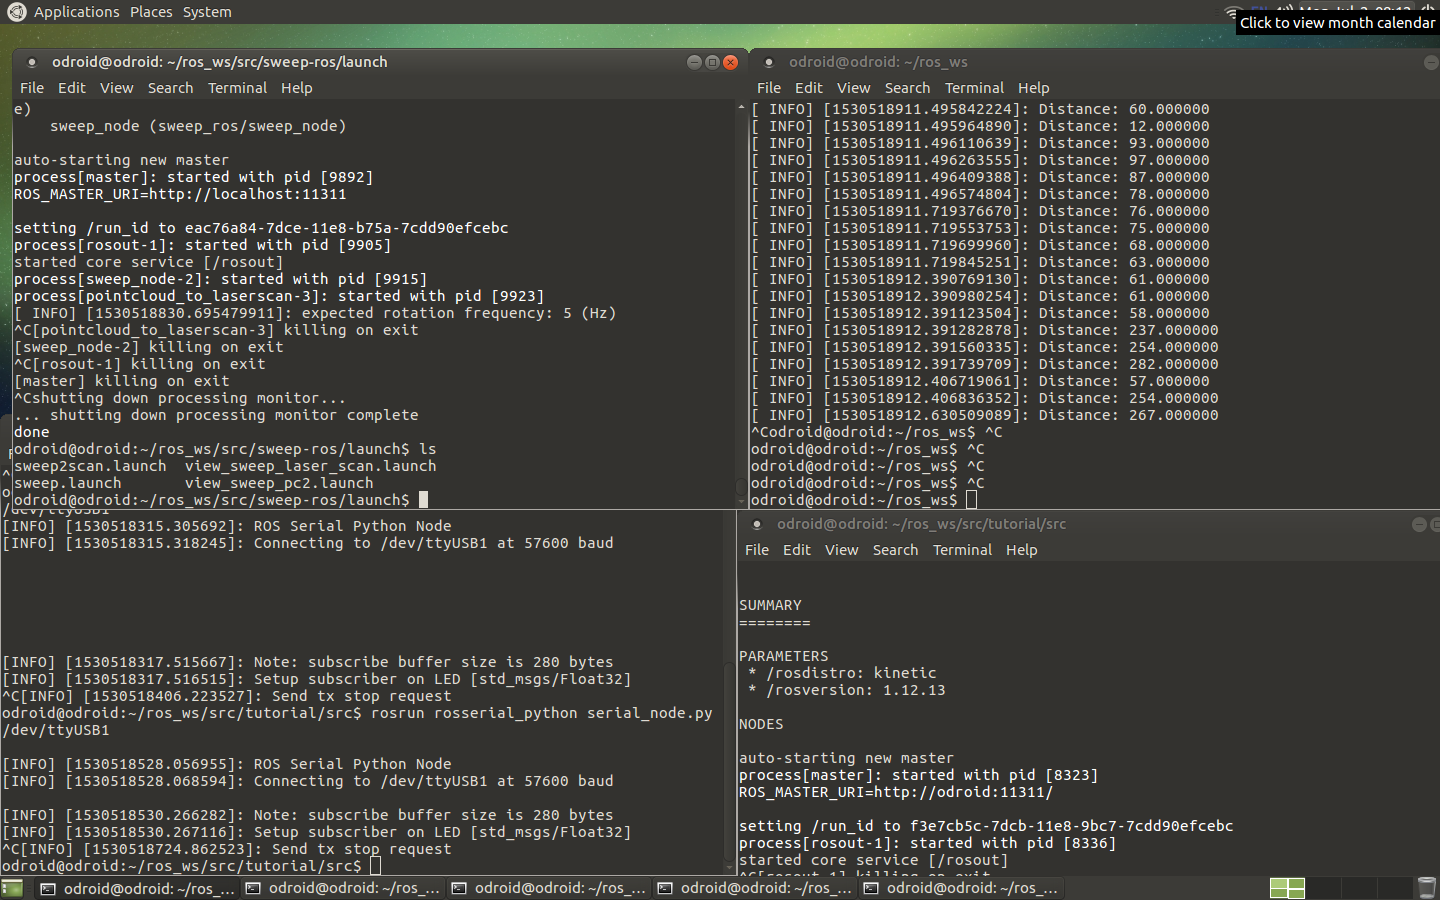 Applications Places System
Click to view month calendar
odroid@odroid: ~/ros_ws/src/sweep-ros/launch
File Edit View Search Terminal Help
e)
sweep_node (sweep_ros/sweep_node)
auto-starting new master
process[master]: started with pid [9892]
ROS_MASTER_URI=http://localhost:11311
setting /run_id to eac76a84-7dce-11e8-b75a-7cdd90efcebc
process[rosout-1]: started with pid [9905]
started core service [/rosout]
process[sweep_node-2]: started with pid [9915]
process[pointcloud_to_laserscan-3]: started with pid [9923]
[ INFO] [1530518830.695479911]: expected rotation frequency: 5 (Hz)
^C[pointcloud_to_laserscan-3] killing on exit
[sweep_node-2] killing on exit
^C[rosout-1] killing on exit
[master] killing on exit
^Cshutting down processing monitor...
... shutting down processing monitor complete
done
odroid@odroid:~/ros_ws/src/sweep-ros/launch$ ls
sweep2scan.launch view_sweep_laser_scan.launch
sweep.launch view_sweep_pc2.launch
odroid@odroid:~/ros_ws/src/sweep-ros/launch$
odroid@odroid: ~/ros_ws
File Edit View Search Terminal Help
[ INFO] [1530518911.495842224]: Distance: 60.000000
[ INFO] [1530518911.495964890]: Distance: 12.000000
[ INFO] [1530518911.496110639]: Distance: 93.000000
[ INFO] [1530518911.496263555]: Distance: 97.000000
[ INFO] [1530518911.496409388]: Distance: 87.000000
[ INFO] [1530518911.496574804]: Distance: 78.000000
[ INFO] [1530518911.719376670]: Distance: 76.000000
[ INFO] [1530518911.719553753]: Distance: 75.000000
[ INFO] [1530518911.719699960]: Distance: 68.000000
[ INFO] [1530518911.719845251]: Distance: 63.000000
[ INFO] [1530518912.390769130]: Distance: 61.000000
[ INFO] [1530518912.390980254]: Distance: 61.000000
[ INFO] [1530518912.391123504]: Distance: 58.000000
[ INFO] [1530518912.391282878]: Distance: 237.000000
[ INFO] [1530518912.391560335]: Distance: 254.000000
[ INFO] [1530518912.391739709]: Distance: 282.000000
[ INFO] [1530518912.406719061]: Distance: 57.000000
[ INFO] [1530518912.406836352]: Distance: 254.000000
[ INFO] [1530518912.630509089]: Distance: 267.000000
^Codroid@odroid:~/ros_ws$ ^C
odroid@odroid:~/ros_ws$ ^C
odroid@odroid:~/ros_ws$ ^C
odroid@odroid:~/ros_ws$ ^C
odroid@odroid:~/ros_ws$
/dev/ttyUSB1
[INFO] [1530518315.305692]: ROS Serial Python Node
[INFO] [1530518315.318245]: Connecting to /dev/ttyUSB1 at 57600 baud
[INFO] [1530518317.515667]: Note: subscribe buffer size is 280 bytes
[INFO] [1530518317.516515]: Setup subscriber on LED [std_msgs/Float32]
^C[INFO] [1530518406.223527]: Send tx stop request
odroid@odroid:~/ros_ws/src/tutorial/src$ rosrun rosserial_python serial_node.py
/dev/ttyUSB1
[INFO] [1530518528.056955]: ROS Serial Python Node
[INFO] [1530518528.068594]: Connecting to /dev/ttyUSB1 at 57600 baud
[INFO] [1530518530.266282]: Note: subscribe buffer size is 280 bytes
[INFO] [1530518530.267116]: Setup subscriber on LED [std_msgs/Float32]
^C[INFO] [1530518724.862523]: Send tx stop request
odroid@odroid:~/ros_ws/src/tutorial/src$
odroid@odroid: ~/ros_ws/src/tutorial/src
File Edit View Search Terminal Help
SUMMARY
========
PARAMETERS
* /rosdistro: kinetic
* /rosversion: 1.12.13
NODES
auto-starting new master
process[master]: started with pid [8323]
ROS_MASTER_URI=http://odroid:11311/
setting /run_id to f3e7cb5c-7dcb-11e8-9bc7-7cdd90efcebc
process[rosout-1]: started with pid [8336]
started core service [/rosout]
^C[rosout-1] killing on exit
odroid@odroid: ~/ros_... odroid@odroid: ~/ros_... odroid@odroid: ~/ros_... odroid@odroid: ~/ros_... odroid@odroid: ~/ros_...